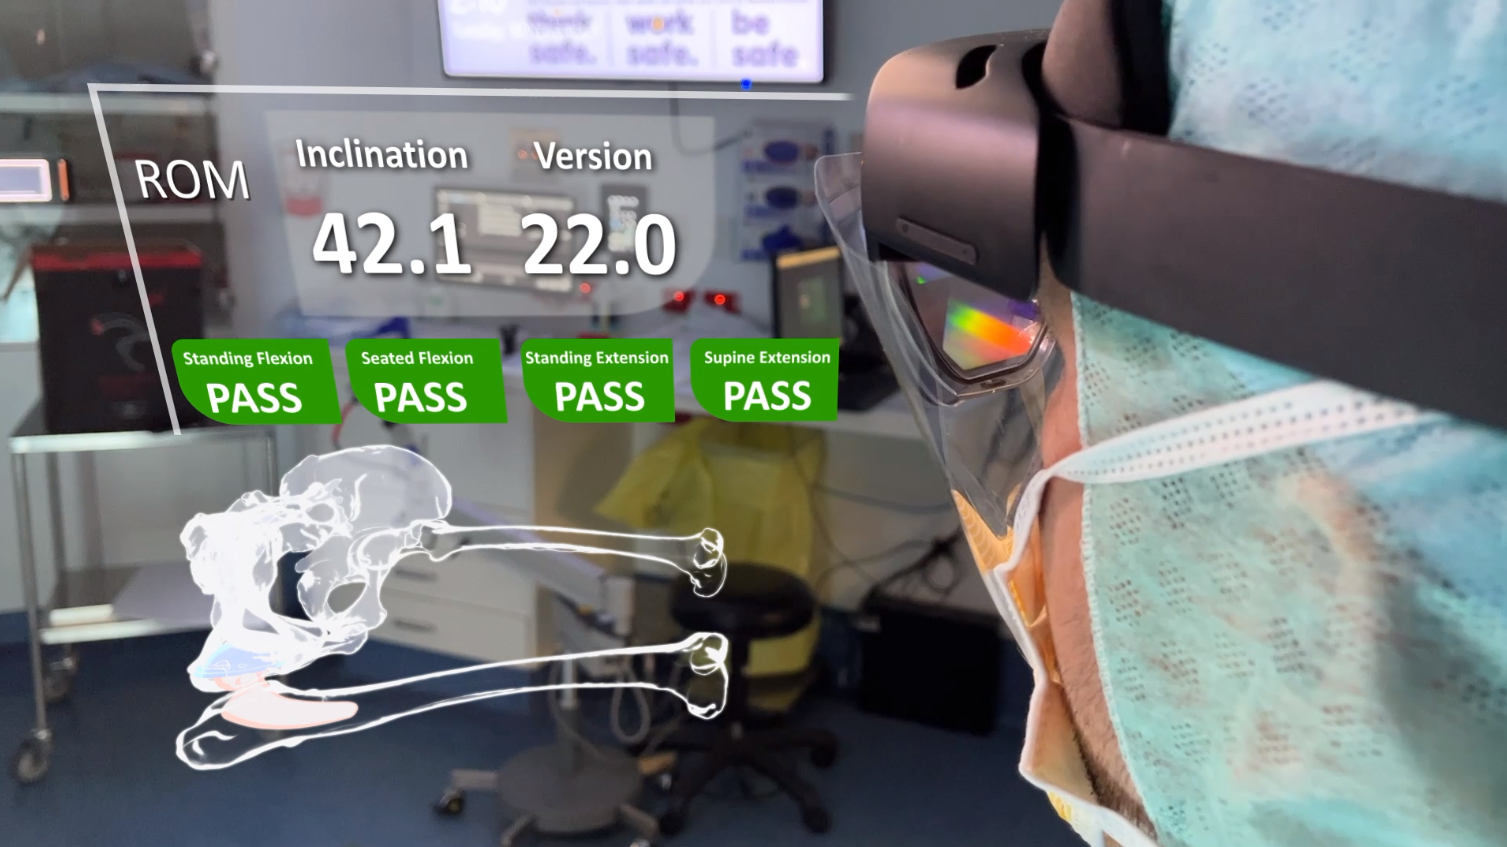 think work be
safe. safe. safe
ROM
Inclination Version
42.1 22.0
Standing Flexion Seated Flexion Standing Extension Supine Extension
PASS PASS PASS PASS